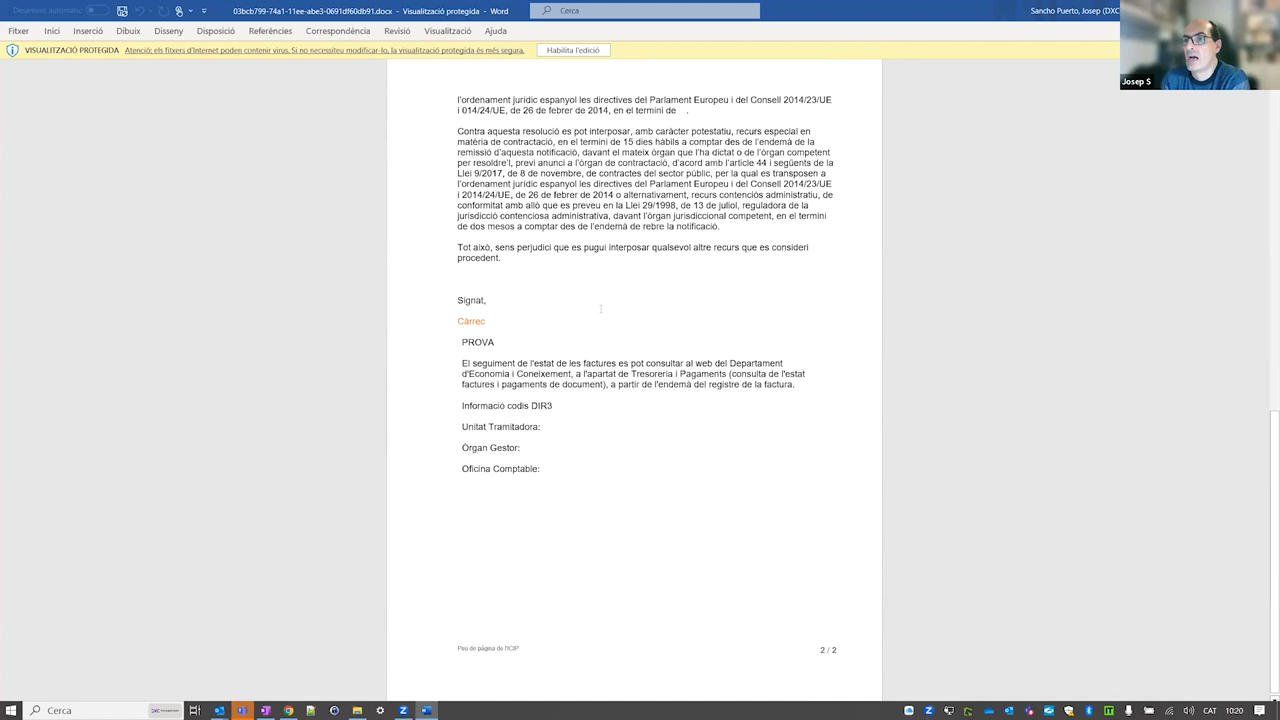 Desament automàtic
03bcb799-74a1-11ee-aee3-0691df60db91.docx - Visualització Protegida - Word
Cerca
Sancho Puerto, Josep (DXC
Fitxer Inici Inserció Dibuix Disseny Disposició Referències Correspondència Revisió Visualització Ajuda
VISUALITZACIÓ PROTEGIDA Atenció: els fitxers d'Internet poden contenir virus. Si no necessiteu modificar-lo, la visualització protegida és més segura. Habilita l'edició
Josep S
l'ordenament jurídic espanyol les directives del Parlament Europeu i del Consell 2014/23/UE
i 014/24/UE, de 26 de febrer de 2014, en el termini de .
Contra aquesta resolució es pot interposar, amb caràcter potestatiu, recurs especial en
matèria de contractació, en el termini de 15 dies hàbils a comptar des de l'endemà de la
remissió d'aquesta notificació, davant el mateix òrgan que l'ha dictat o de l'òrgan competent
per resoldre'l, previ anunci a l'òrgan de contractació, d'acord amb l'article 44 i següents de la
Llei 9/2017, de 8 de novembre, de contractes del sector públic, per la qual es transposen a
l'ordenament jurídic espanyol les directives del Parlament Europeu i del Consell 2014/23/UE
i 2014/24/UE, de 26 de febrer de 2014 o alternativament, recurs contenciós administratiu, de
conformitat amb allò que es preveu en la Llei 29/1998, de 13 de juliol, reguladora de la
jurisdicció contenciosa administrativa, davant l'òrgan jurisdiccional competent, en el termini
de dos mesos a comptar des de l'endemà de rebre la notificació.
Tot això, sens perjudici que es pugui interposar qualsevol altre recurs que es consideri
procedent.
Signat,
Càrrec
PROVA
El seguiment de l'estat de les factures es pot consultar al web del Departament
d'Economia i Coneixement, a l'apartat de Tresoreria i Pagaments (consulta de l'estat
factures i pagaments de document), a partir de l'endemà del registre de la factura.
Informació codis DIR3
Unitat Tramitadora:
Òrgan Gestor:
Oficina Comptable:
Peu de pàgina de l'ICIP
2 / 2
Cerca
1020